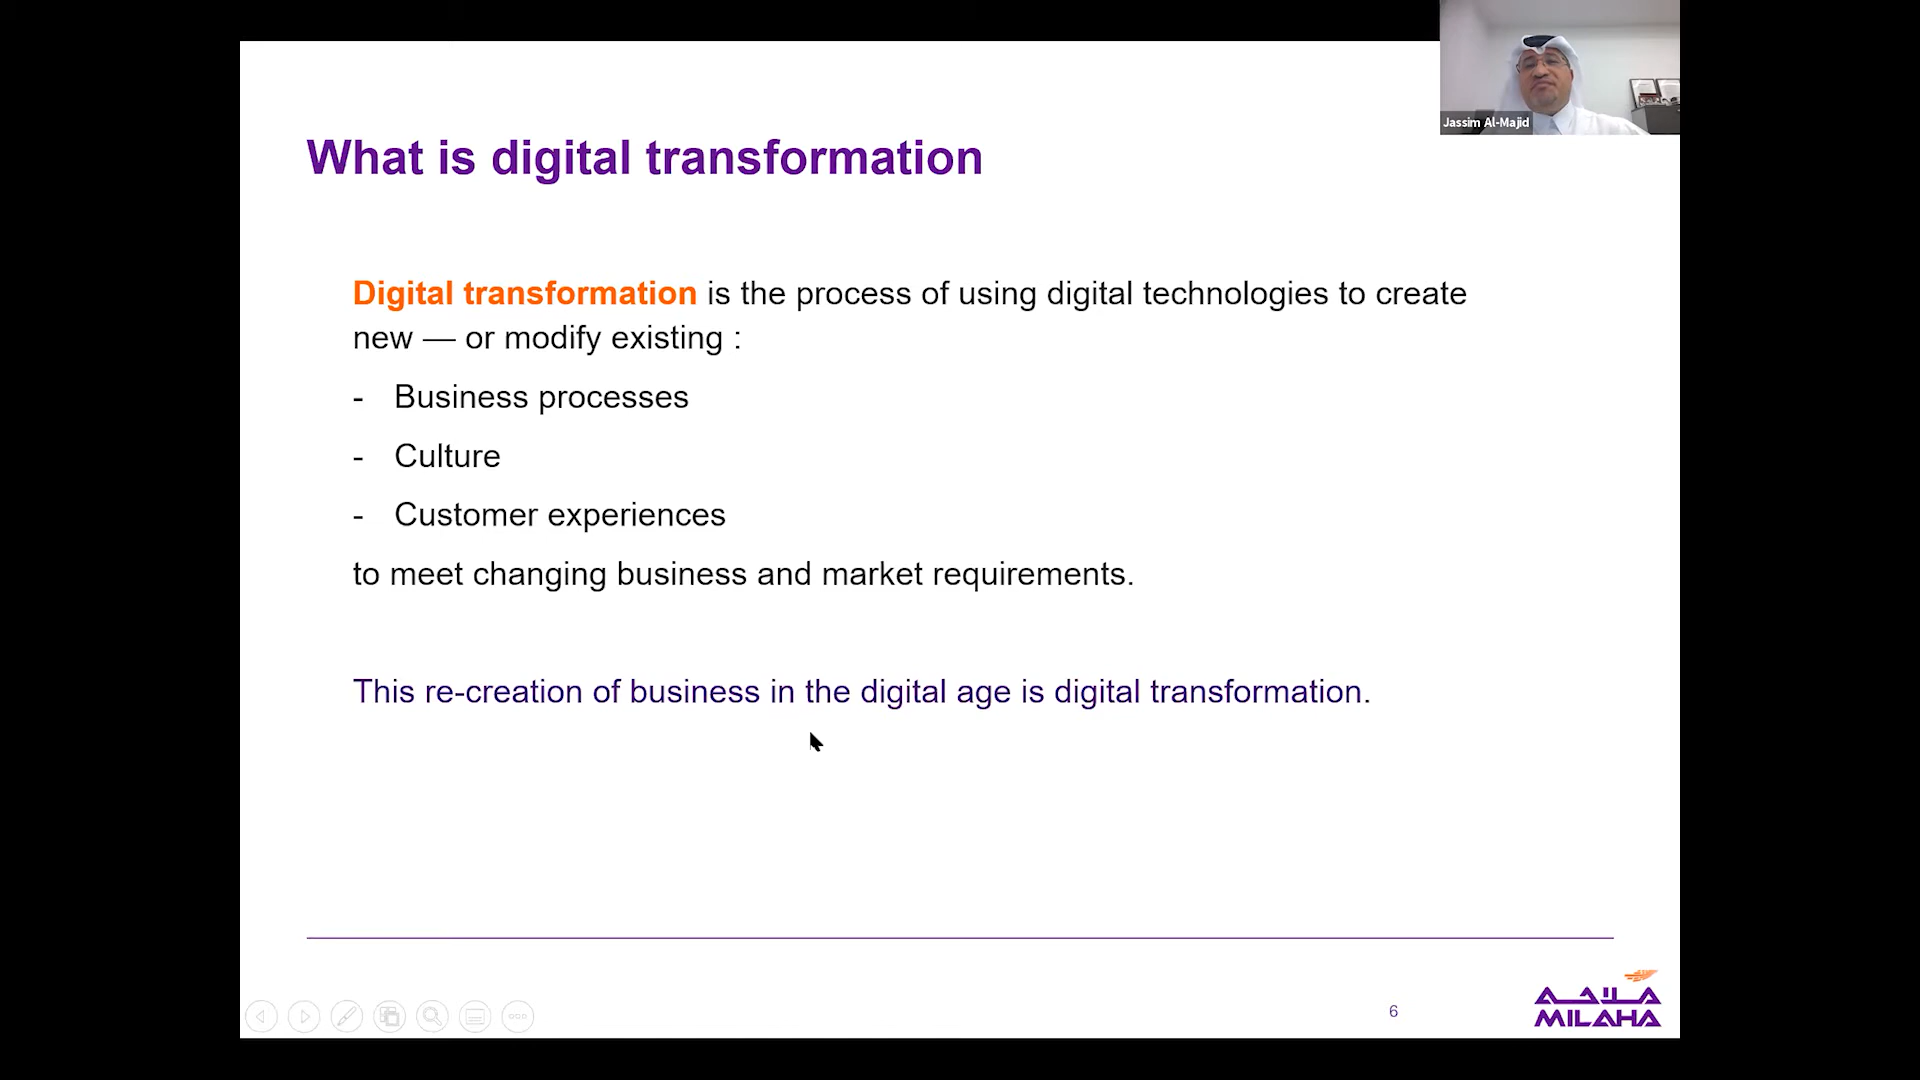 Jassim Al-Majid
What is digital transformation
Digital transformation is the process of using digital technologies to create
new — or modify existing :
- Business processes
- Culture
- Customer experiences
to meet changing business and market requirements.
This re-creation of business in the digital age is digital transformation.
6
ملاحة
MILAHA